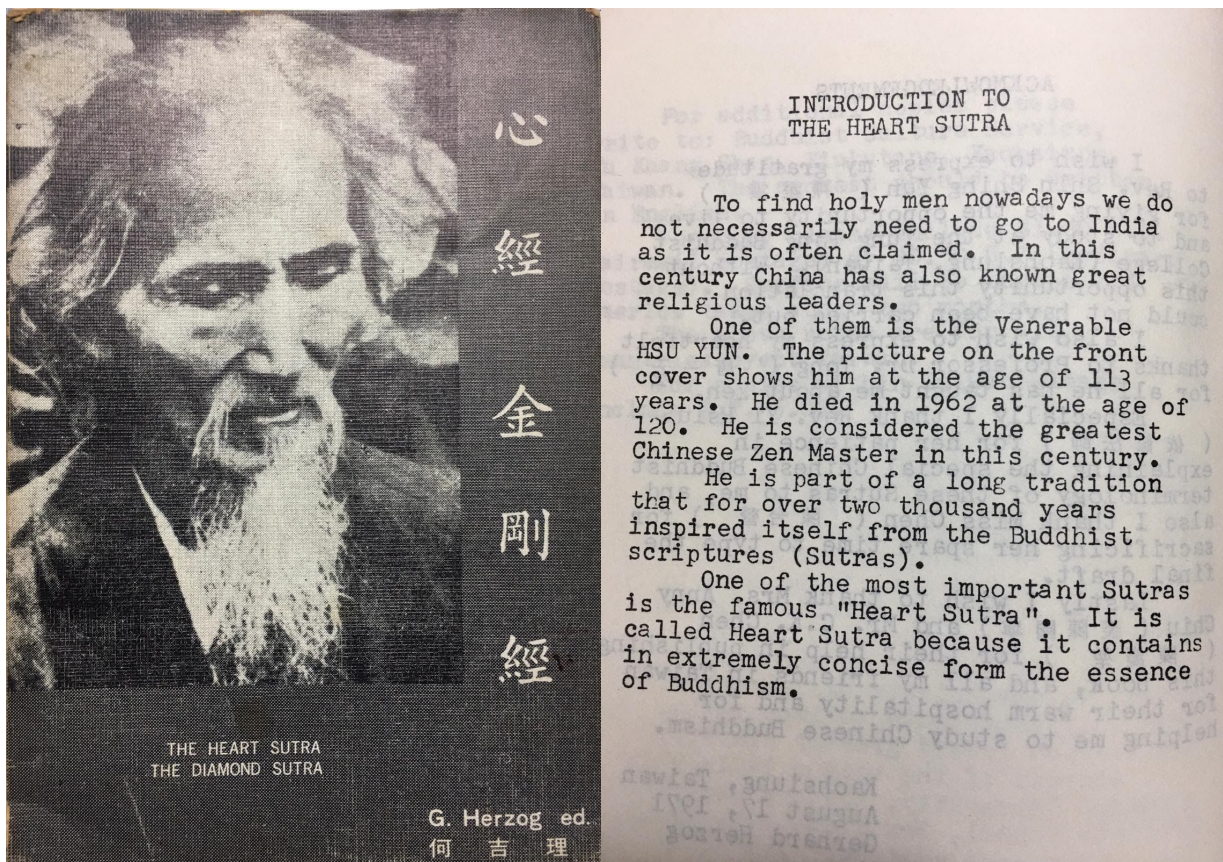 心經金剛經
THE HEART SUTRA
THE DIAMOND SUTRA
G. Herzog ed.
何吉理
INTRODUCTION TO
THE HEART SUTRA
To find holy men nowadays we do
not necessarily need to go to India
as it is often claimed. In this
century China has also known great
religious leaders.
One of them is the Venerable
HSU YUN. The picture on the front
cover shows him at the age of 113
years. He died in 1962 at the age of
120. He is considered the greatest
Chinese Zen Master in this century.
He is part of a long tradition
that for over two thousand years
inspired itself from the Buddhist
scriptures (Sutras).
One of the most important Sutras
is the famous "Heart Sutra". It is
called Heart Sutra because it contains
in extremely concise form the essence
of Buddhism.